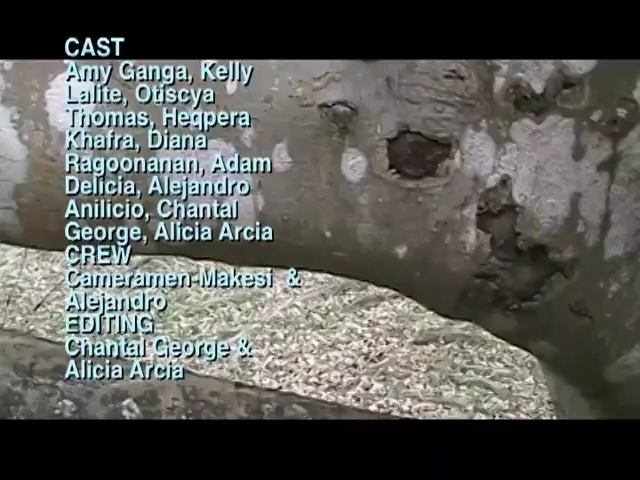 CAST
Amy Ganga, Kelly
Lalite, Otiscya
Thomas, Heqpera
Khafra, Diana
Ragoonanan, Adam
Delicia, Alejandro
Anilicio, Chantal
George, Alicia Arcia
CREW
Cameramen-Makesi &
Alejandro
EDITING
Chantal George &
Alicia Arcia